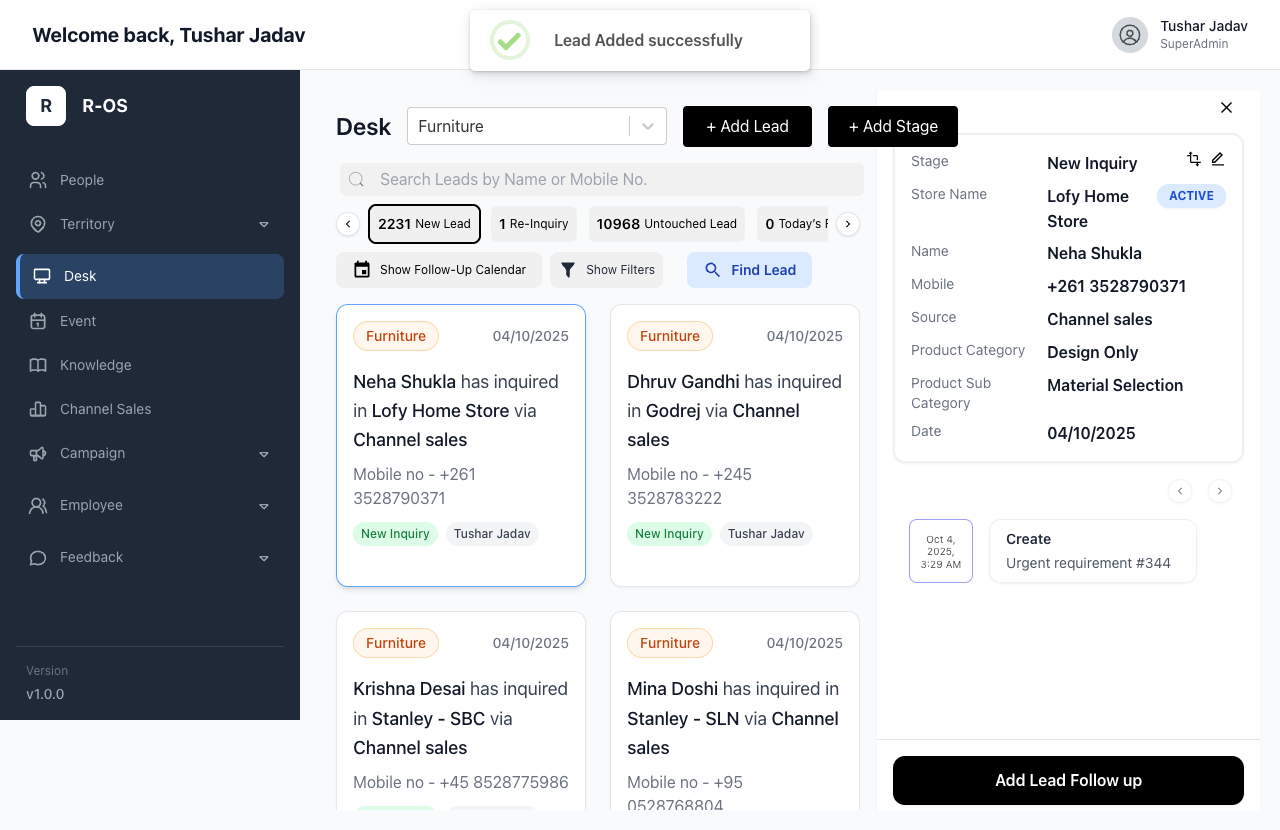 Welcome back, Tushar Jadav
Lead Added successfully
Tushar Jadav
SuperAdmin
R
R-OS
People
Territory
Desk
Event
Knowledge
Channel Sales
Campaign
Employee
Feedback
Version
v1.0.0
Desk
Furniture
+ Add Lead
+ Add Stage
Search Leads by Name or Mobile No.
2231 New Lead
1 Re-Inquiry
10968 Untouched Lead
0 Today's F
Show Follow-Up Calendar
Show Filters
Find Lead
Furniture
04/10/2025
Neha Shukla has inquired
in Lofy Home Store via
Channel sales
Mobile no - +261
3528790371
New Inquiry
Tushar Jadav
Furniture
04/10/2025
Dhruv Gandhi has inquired
in Godrej via Channel
sales
Mobile no - +245
3528783222
New Inquiry
Tushar Jadav
Furniture
04/10/2025
Krishna Desai has inquired
in Stanley - SBC via
Channel sales
Mobile no - +45 8528775986
Furniture
04/10/2025
Mina Doshi has inquired in
Stanley - SLN via Channel
sales
Mobile no - +95
0528768804
Stage
New Inquiry
Store Name
Lofy Home
Store
ACTIVE
Name
Neha Shukla
Mobile
+261 3528790371
Source
Channel sales
Product Category
Design Only
Product Sub
Category
Material Selection
Date
04/10/2025
Oct 4,
2025,
3:29 AM
Create
Urgent requirement #344
Add Lead Follow up